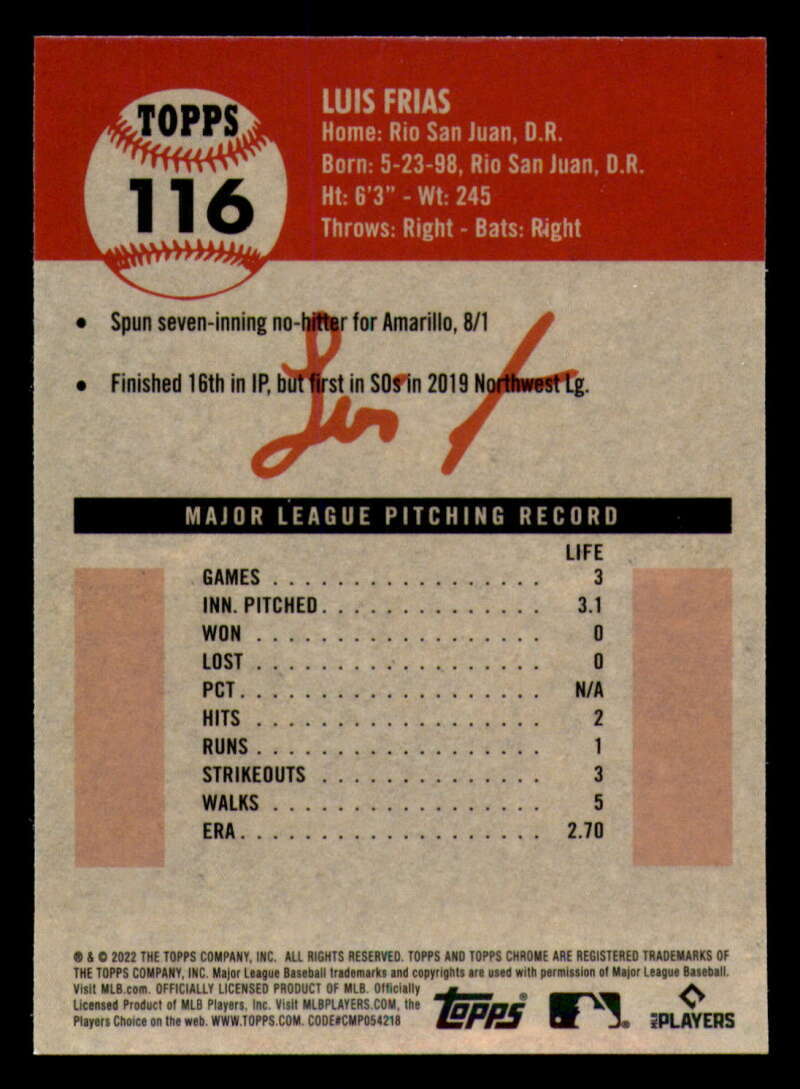 TOPPS
116
LUIS FRIAS
Home: Rio San Juan, D.R.
Born: 5-23-98, Rio San Juan, D.R.
Ht: 6'3" - Wt: 245
Throws: Right - Bats: Right
• Spun seven-inning no-hitter for Amarillo, 8/1
• Finished 16th in IP, but first in SOs in 2019 Northwest Lg.
MAJOR LEAGUE PITCHING RECORD
LIFE
GAMES . . . . . . . . . . . . . . . . . 3
INN. PITCHED. . . . . . . . . . . . . . 3.1
WON . . . . . . . . . . . . . . . . . . 0
LOST . . . . . . . . . . . . . . . . . . 0
PCT. . . . . . . . . . . . . . . . . . . N/A
HITS . . . . . . . . . . . . . . . . . . 2
RUNS . . . . . . . . . . . . . . . . . . 1
STRIKEOUTS . . . . . . . . . . . . . . 3
WALKS . . . . . . . . . . . . . . . . . 5
ERA. . . . . . . . . . . . . . . . . . . 2.70
® & © 2022 THE TOPPS COMPANY, INC. ALL RIGHTS RESERVED. TOPPS AND TOPPS CHROME ARE REGISTERED TRADEMARKS OF
THE TOPPS COMPANY, INC. Major League Baseball trademarks and copyrights are used with permission of Major League Baseball.
Visit MLB.com. OFFICIALLY LICENSED PRODUCT OF MLB. Officially
Licensed Product of MLB Players, Inc. Visit MLBPLAYERS.COM, the
Players Choice on the web. WWW.TOPPS.COM. CODE#CMP054218
Topps®
MLB PLAYERS